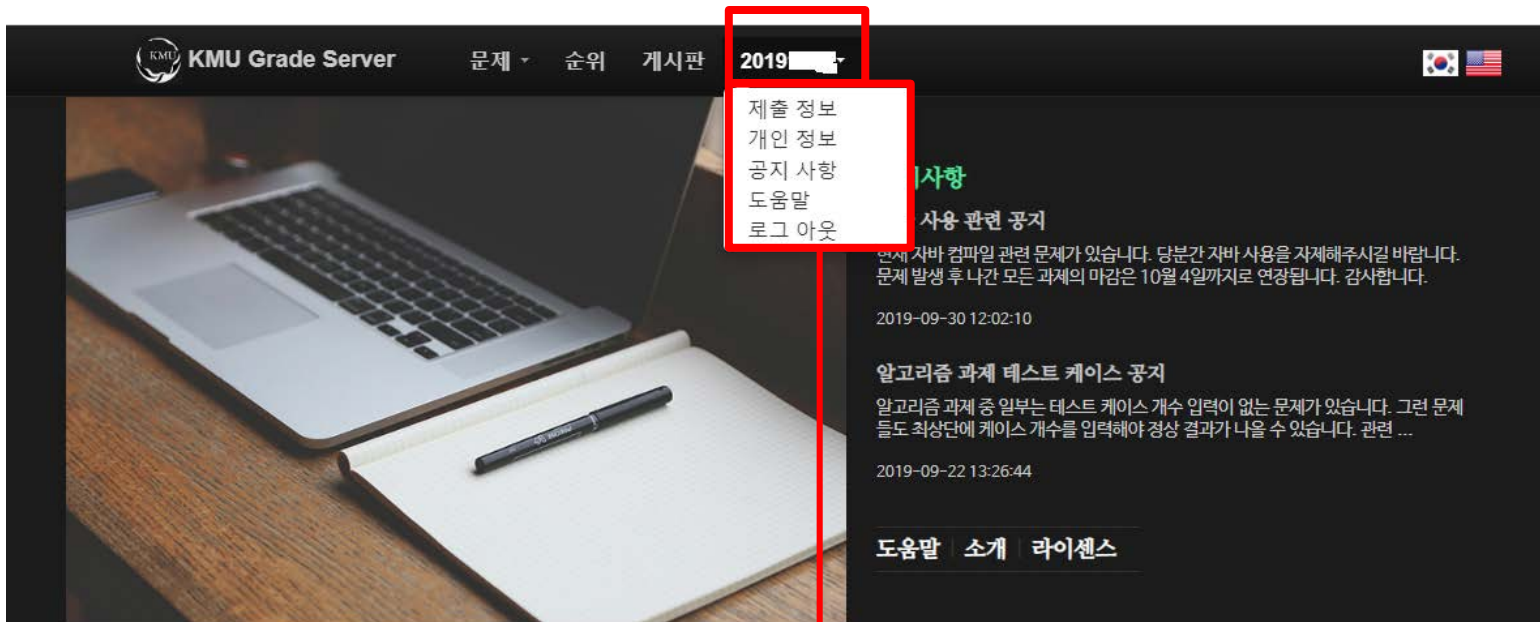 KMU KMU Grade Server 문제 순위 게시판 2019
제출 정보
개인 정보
공지 사항
도움말
로그 아웃
사항
사용 관련 공지
현재 자바 컴파일 관련 문제가 있습니다. 당분간 자바 사용을 자제해주시길 바랍니다.
문제 발생 후 나간 모든 과제의 마감은 10월 4일까지로 연장됩니다. 감사합니다.
2019-09-30 12:02:10
알고리즘 과제 테스트 케이스 공지
알고리즘 과제 중 일부는 테스트 케이스 개수 입력이 없는 문제가 있습니다. 그런 문제
들도 최상단에 케이스 개수를 입력해야 정상 결과가 나올 수 있습니다. 관련 ...
2019-09-22 13:26:44
도움말 소개 라이센스